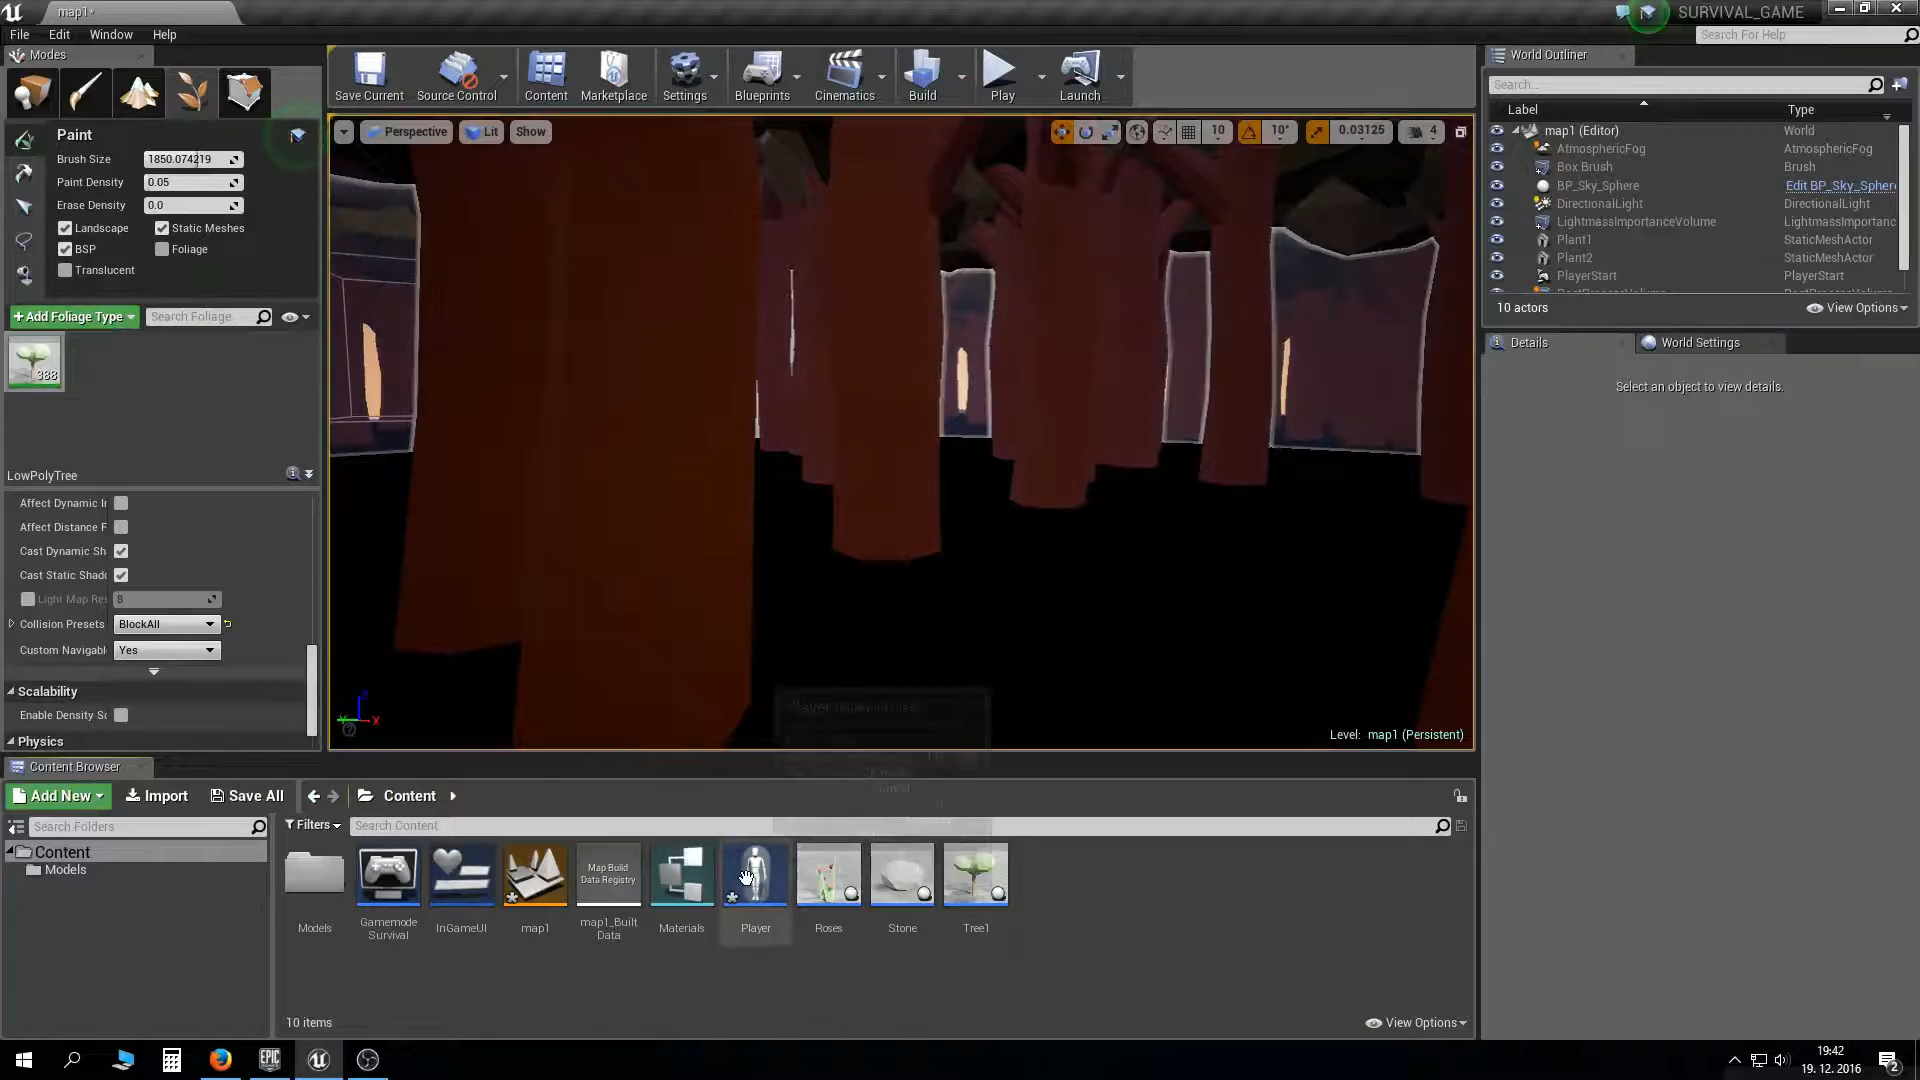 map1*
SURVIVAL_GAME
File Edit Window Help
Search For Help
Modes
Save Current
Source Control
Content
Marketplace
Settings
Blueprints
Cinematics
Build
Play
Launch
World Outliner
Search...
Label Type
map1 (Editor) World
AtmosphericFog AtmosphericFog
Box Brush Brush
BP_Sky_Sphere Edit BP_Sky_Sphere
DirectionalLight DirectionalLight
LightmassImportanceVolume LightmassImportanc
Plant1 StaticMeshActor
Plant2 StaticMeshActor
PlayerStart PlayerStart
10 actors
View Options
Details
World Settings
Select an object to view details.
Paint
Brush Size 1850.074219
Paint Density 0.05
Erase Density 0.0
Landscape Static Meshes
BSP Foliage
Translucent
+Add Foliage Type
Search Foliage
388
LowPolyTree
Affect Dynamic Ir
Affect Distance F
Cast Dynamic Sh
Cast Static Shado
Light Map Res 8
Collision Presets BlockAll
Custom Navigabl Yes
Scalability
Enable Density Sc
Physics
Perspective Lit Show
10 10° 0.03125 4
Level: map1 (Persistent)
Content Browser
Add New Import Save All Content
Search Folders
Filters
Search Content
Content
Models
Map Build
Data Registry
Models
Gamemode
Survival
InGameUI
map1
map1_Built
Data
Materials
Player
Roses
Stone
Tree1
10 items
View Options
EPIC
19:42
19. 12. 2016
2